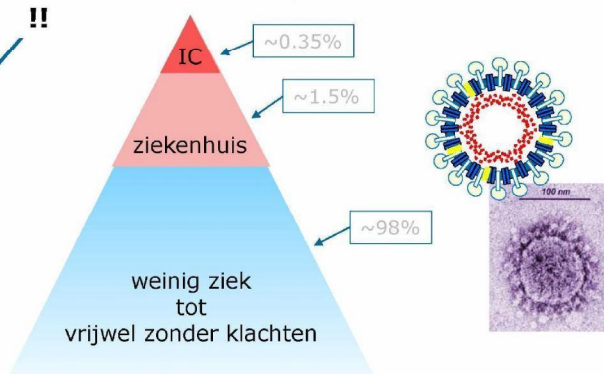 !!
IC
~0.35%
~1.5%
ziekenhuis
~98%
100 nm
weinig ziek
tot
vrijwel zonder klachten